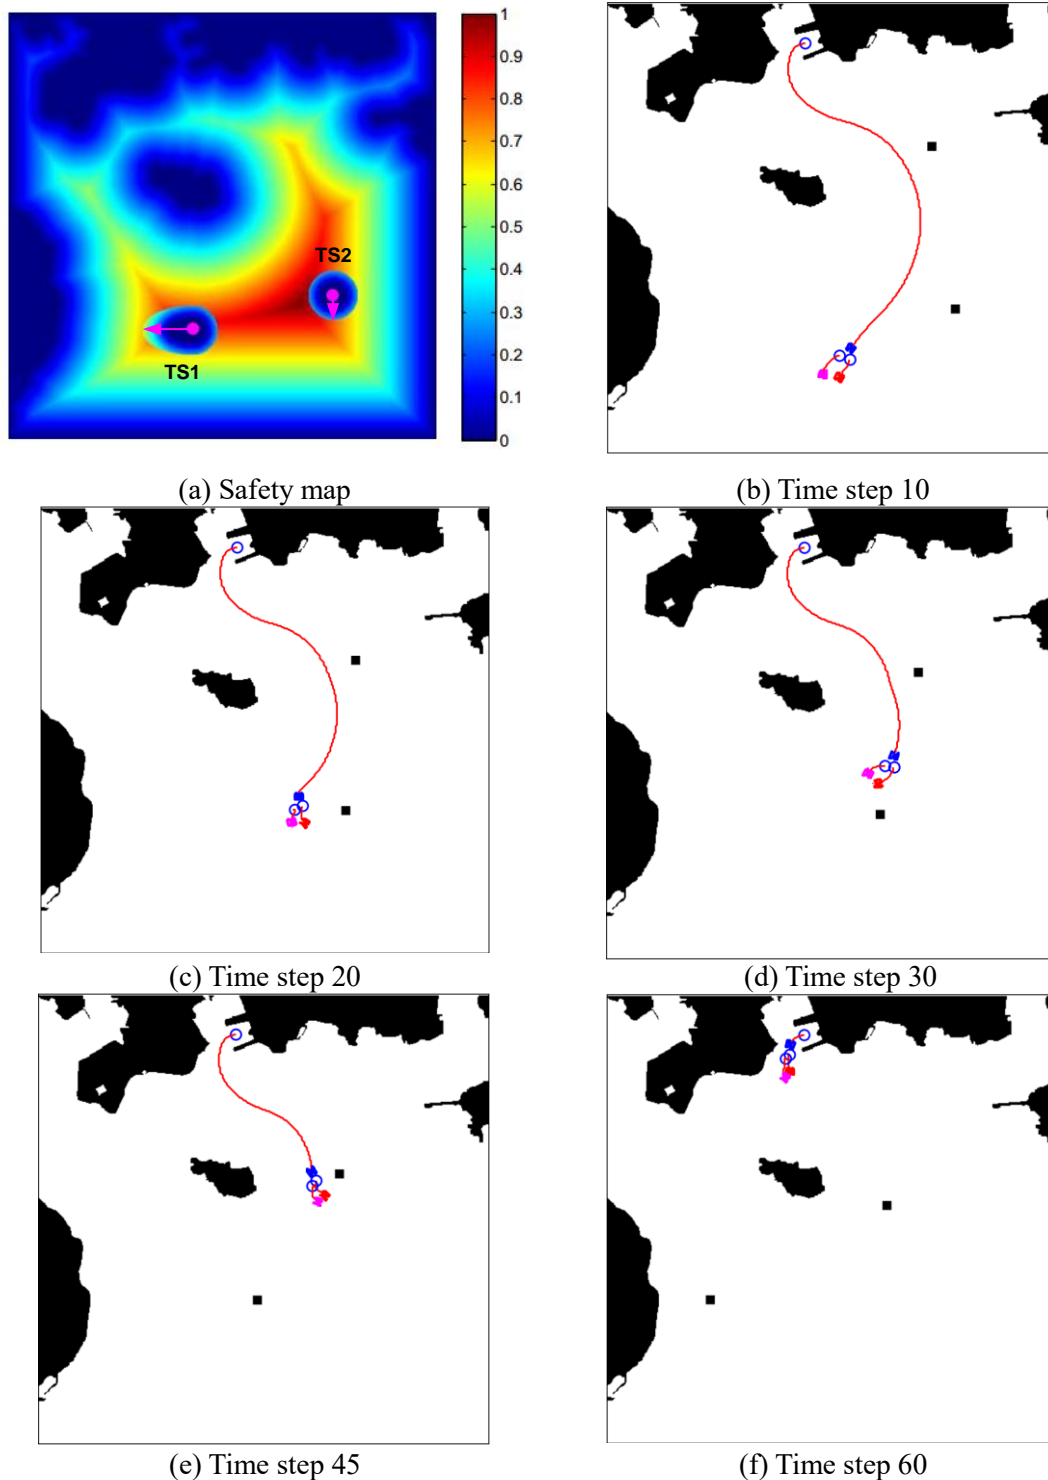 1
0.9
0.8
TS2
0.7
0.6
0.5
0.4
0.3
TS1
0.2
0.1
0
(a) Safety map
(b) Time step 10
(c) Time step 20
(d) Time step 30
(e) Time step 45
(f) Time step 60